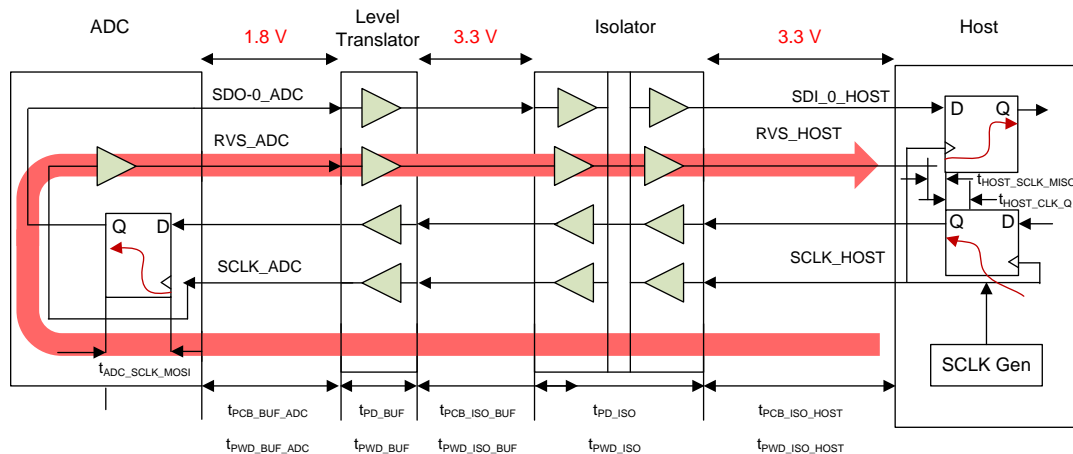 ADC
Level Translator
Isolator
Host
1.8 V
3.3 V
3.3 V
SDO-0_ADC
SDI_0_HOST
D Q
RVS_ADC
RVS_HOST
tHOST_SCLK_MISO
tHOST_CLK_Q
Q D
Q D
SCLK_ADC
SCLK_HOST
tADC_SCLK_MOSI
SCLK Gen
tPCB_BUF_ADC
tPD_BUF
tPCB_ISO_BUF
tPD_ISO
tPCB_ISO_HOST
tPWD_BUF_ADC
tPWD_BUF
tPWD_ISO_BUF
tPWD_ISO
tPWD_ISO_HOST